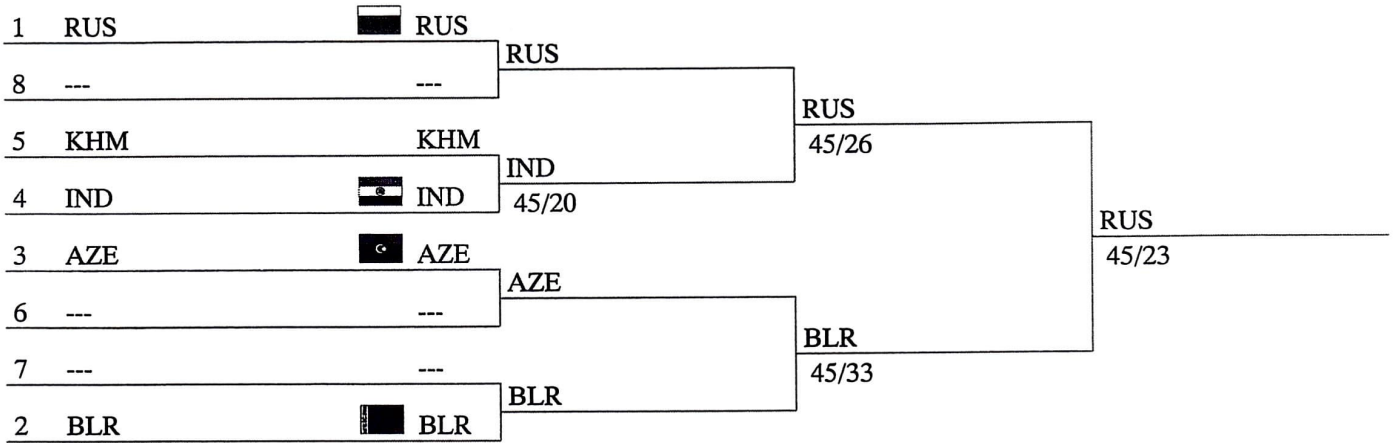 1 RUS RUS
RUS
8 --- ---
RUS
45/26
5 KHM KHM
IND
45/20
4 IND IND
RUS
45/23
3 AZE AZE
AZE
6 --- ---
BLR
45/33
7 --- ---
BLR
2 BLR BLR